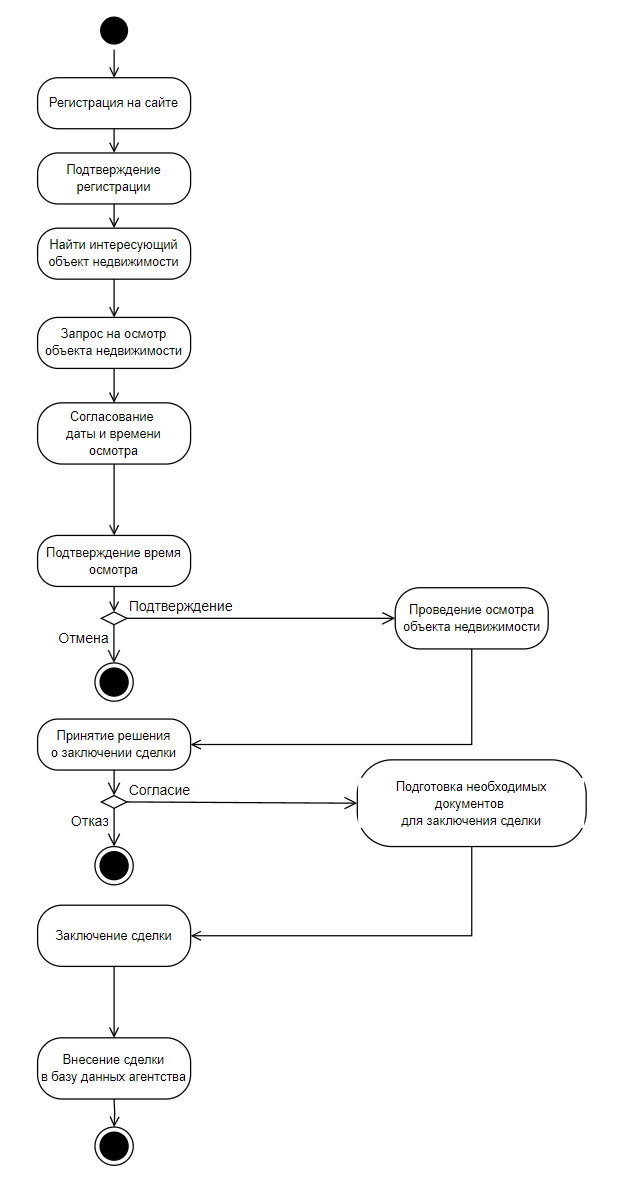 Регистрация на сайте
Подтверждение
регистрации
Найти интересующий
объект недвижимости
Запрос на осмотр
объекта недвижимости
Согласование
даты и времени
осмотра
Подтверждение время
осмотра
Подтверждение
Отмена
Проведение осмотра
объекта недвижимости
Принятие решения
о заключении сделки
Согласие
Отказ
Подготовка необходимых
документов
для заключения сделки
Заключение сделки
Внесение сделки
в базу данных агентства